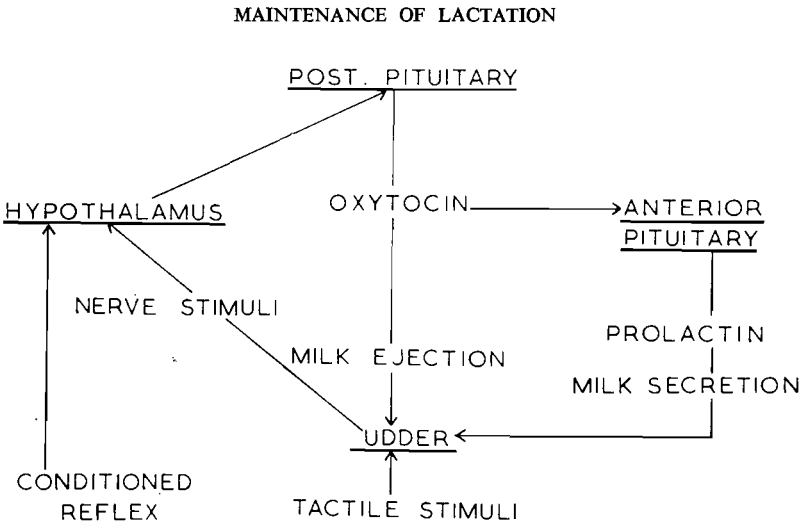 MAINTENANCE OF LACTATION
POST. PITUITARY
HYPOTHALAMUS
OXYTOCIN
ANTERIOR
PITUITARY
NERVE STIMULI
PROLACTIN
MILK EJECTION
MILK SECRETION
UDDER
CONDITIONED
REFLEX
TACTILE STIMULI